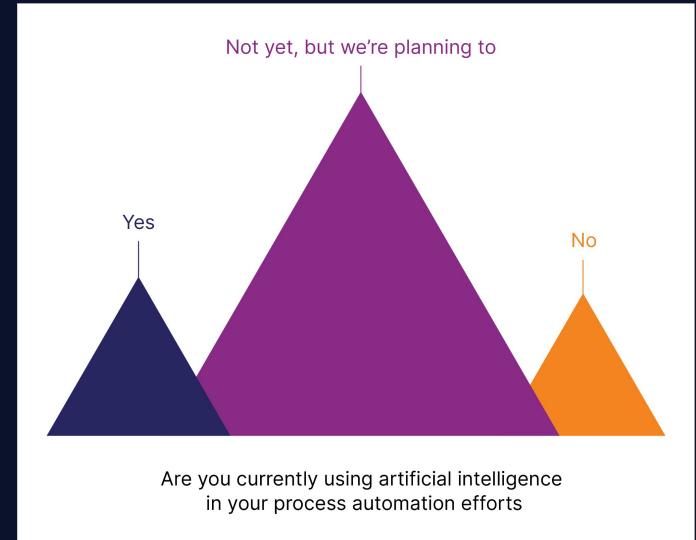 Not yet, but we’re planning to
Yes
No
Are you currently using artificial intelligence
in your process automation efforts